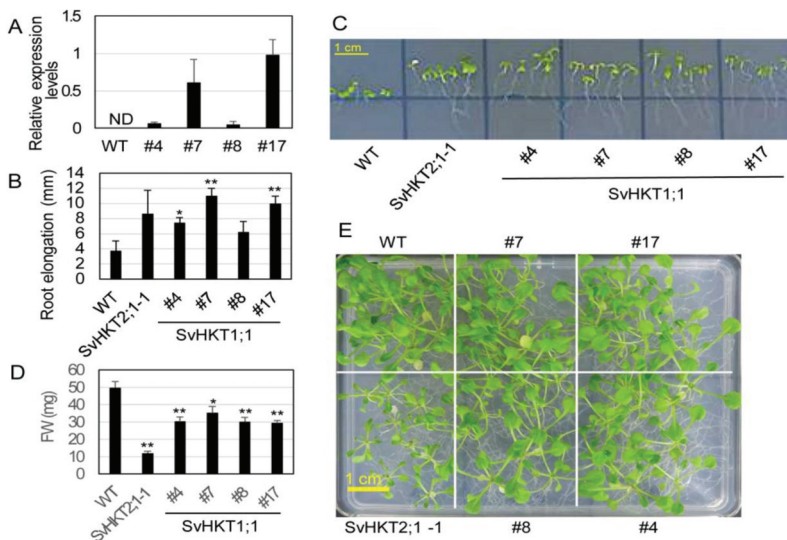 A
Relative expression
levels
1.5
1
0.5
0
ND
WT #4 #7 #8 #17
B
Root elongation (mm)
14
12
10
8
6
4
2
0
* ** **
WT SvHKT2;1-1 #4 #7 #8 #17
SvHKT1;1
C
1 cm
WT SvHKT2;1-1 #4 #7 #8 #17
SvHKT1;1
D
FW (mg)
60
50
40
30
20
10
0
** ** * ** **
WT SvHKT2;1-1 #4 #7 #8 #17
SvHKT1;1
E
WT #7 #17
1 cm
SvHKT2;1 -1 #8 #4